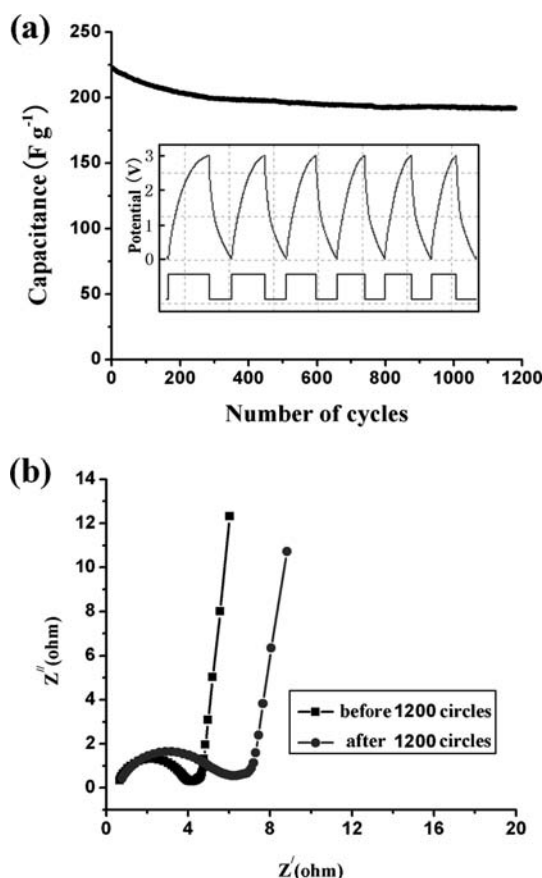 (a)
250
200
150
100
50
0
Capacitance (F g⁻¹)
3
2
1
0
Potential (V)
0 200 400 600 800 1000 1200
Number of cycles
(b)
14
12
10
8
6
4
2
0
Z″(ohm)
before 1200 circles
after 1200 circles
0 4 8 12 16 20
Z′(ohm)